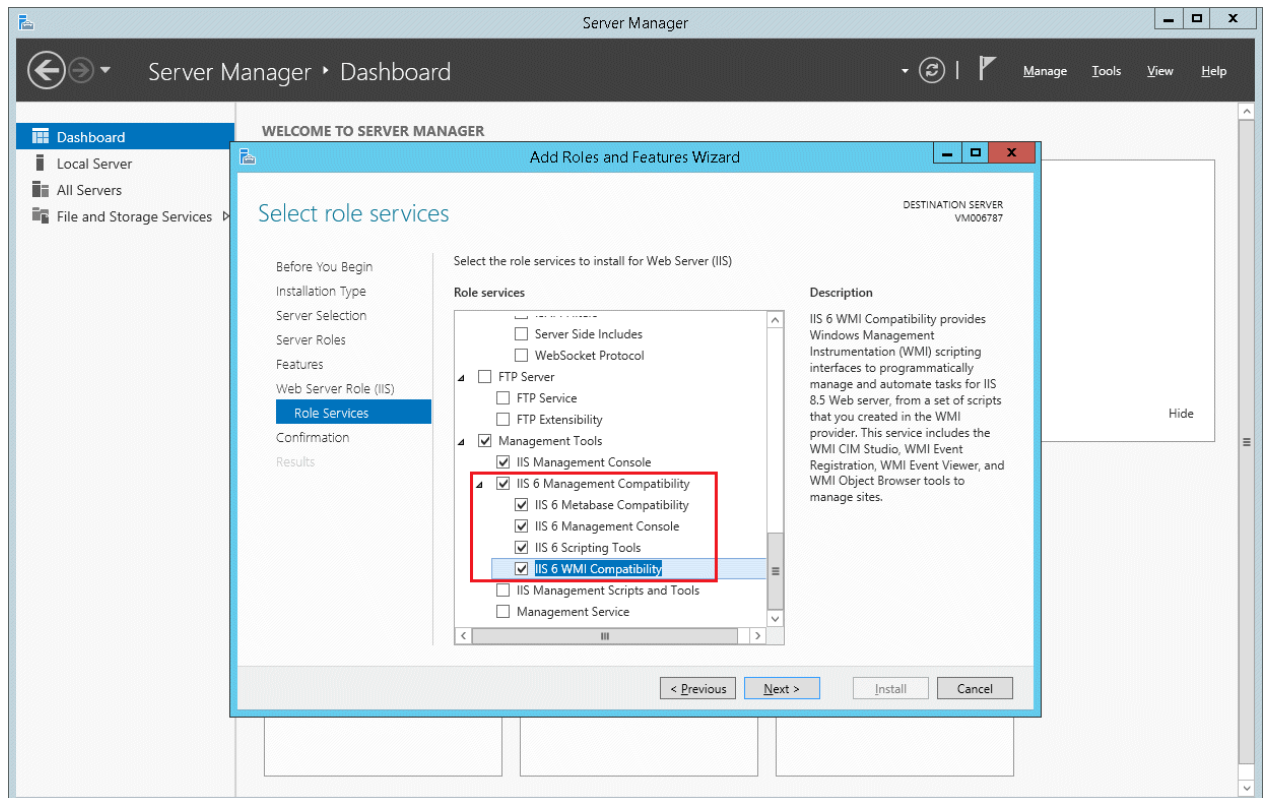 Server Manager
Server Manager • Dashboard
Manage
Tools
View
Help
Dashboard
Local Server
All Servers
File and Storage Services
WELCOME TO SERVER MANAGER
Hide
Add Roles and Features Wizard
Select role services
DESTINATION SERVER
VM006787
Before You Begin
Installation Type
Server Selection
Server Roles
Features
Web Server Role (IIS)
Role Services
Confirmation
Results
Select the role services to install for Web Server (IIS)
Role services
Server Side Includes
WebSocket Protocol
FTP Server
FTP Service
FTP Extensibility
Management Tools
IIS Management Console
IIS 6 Management Compatibility
IIS 6 Metabase Compatibility
IIS 6 Management Console
IIS 6 Scripting Tools
IIS 6 WMI Compatibility
IIS Management Scripts and Tools
Management Service
Description
IIS 6 WMI Compatibility provides
Windows Management
Instrumentation (WMI) scripting
interfaces to programmatically
manage and automate tasks for IIS
8.5 Web server, from a set of scripts
that you created in the WMI
provider. This service includes the
WMI CIM Studio, WMI Event
Registration, WMI Event Viewer, and
WMI Object Browser tools to
manage sites.
< Previous
Next >
Install
Cancel